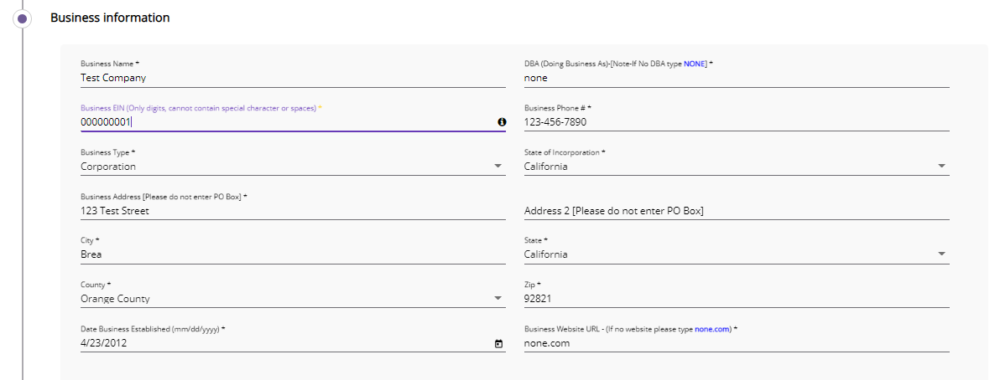 Business information
Business Name *
Test Company
DBA (Doing Business As)-[Note-If No DBA type NONE] *
none
Business EIN (Only digits, cannot contain special character or spaces) *
000000001
Business Phone # *
123-456-7890
Business Type *
Corporation
State of Incorporation *
California
Business Address [Please do not enter PO Box] *
123 Test Street
Address 2 [Please do not enter PO Box]
City *
Brea
State *
California
County *
Orange County
Zip *
92821
Date Business Established (mm/dd/yyyy) *
4/23/2012
Business Website URL - (If no website please type none.com) *
none.com